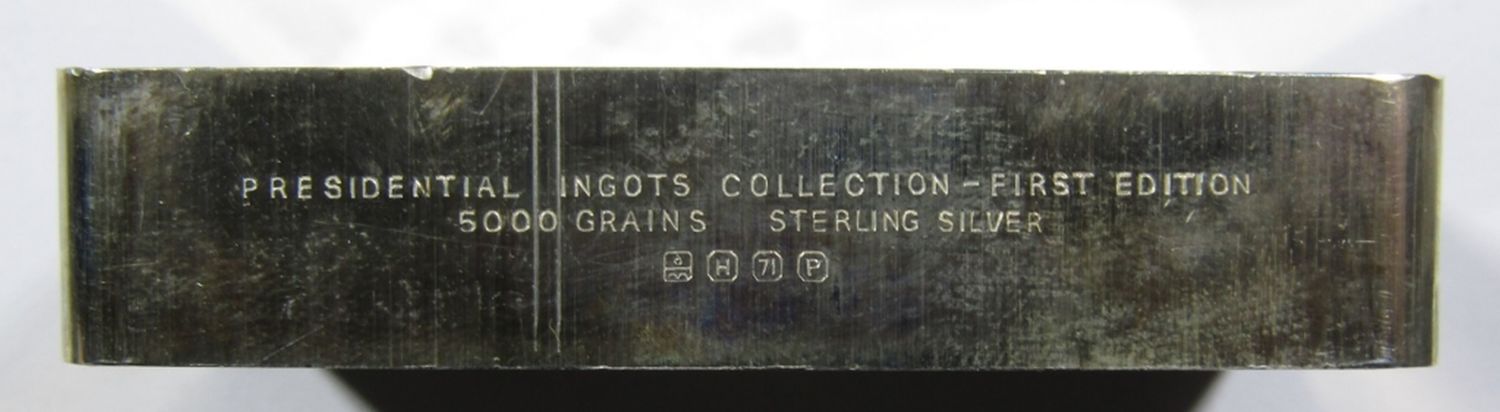 PRESIDENTIAL INGOTS COLLECTION – FIRST EDITION
5000 GRAINS STERLING SILVER
H 71 P